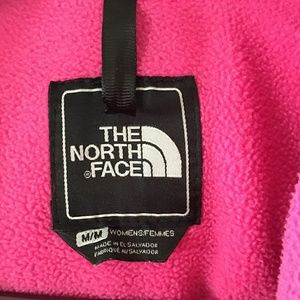 THE
NORTH
®FACE
M/M WOMENS/FEMMES
MADE IN EL SALVADOR
FABRIQUE AU SALVADOR